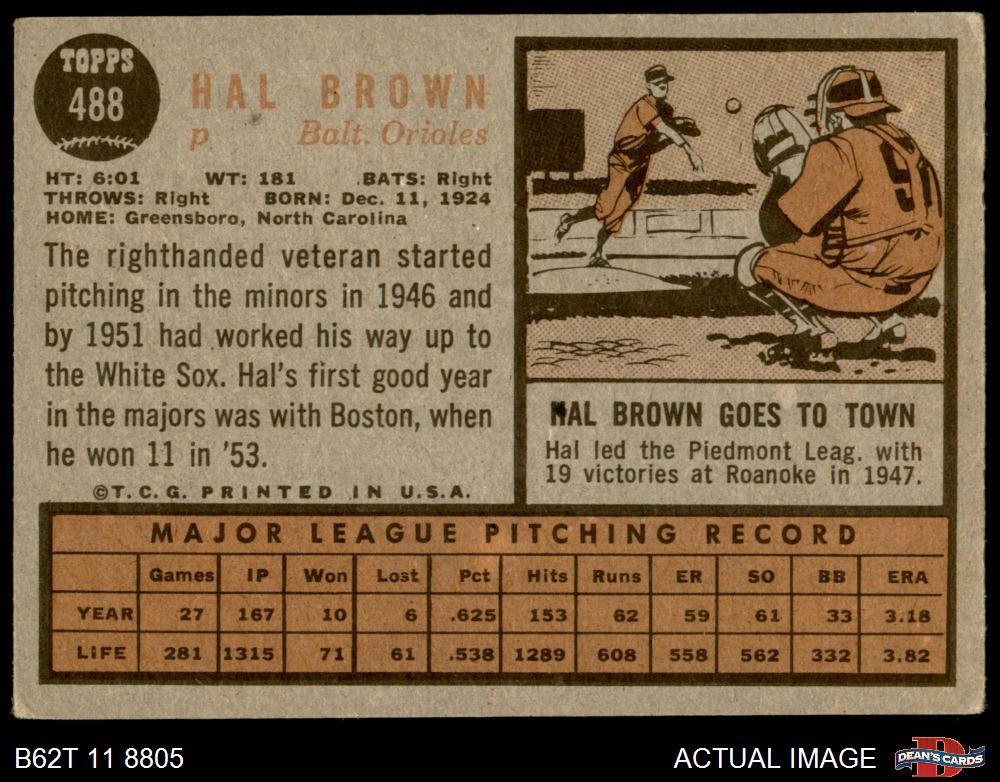 TOPPS
488
HAL BROWN
p Balt. Orioles
HT: 6:01 WT: 181 BATS: Right
THROWS: Right BORN: Dec. 11, 1924
HOME: Greensboro, North Carolina
The righthanded veteran started
pitching in the minors in 1946 and
by 1951 had worked his way up to
the White Sox. Hal's first good year
in the majors was with Boston, when
he won 11 in '53.
©T.C.G. PRINTED IN U.S.A.
HAL BROWN GOES TO TOWN
Hal led the Piedmont Leag. with
19 victories at Roanoke in 1947.
MAJOR LEAGUE PITCHING RECORD
Games IP Won Lost Pct Hits Runs ER SO BB ERA
YEAR 27 167 10 6 .625 153 62 59 61 33 3.18
LIFE 281 1315 71 61 .538 1289 608 558 562 332 3.82
B62T 11 8805
ACTUAL IMAGE
D
DEAN'S CARDS